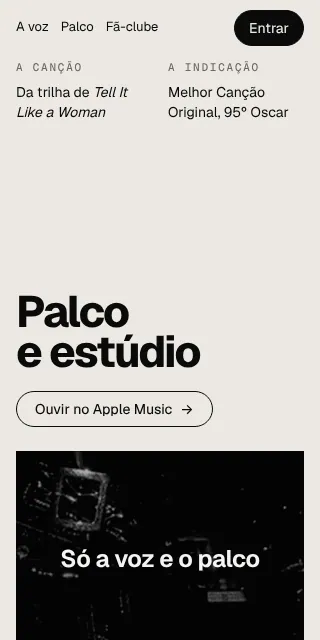 A voz Palco Fã-clube Entrar
A CANÇÃO
Da trilha de Tell It
Like a Woman
A INDICAÇÃO
Melhor Canção
Original, 95º Oscar
Palco
e estúdio
Ouvir no Apple Music →
Só a voz e o palco